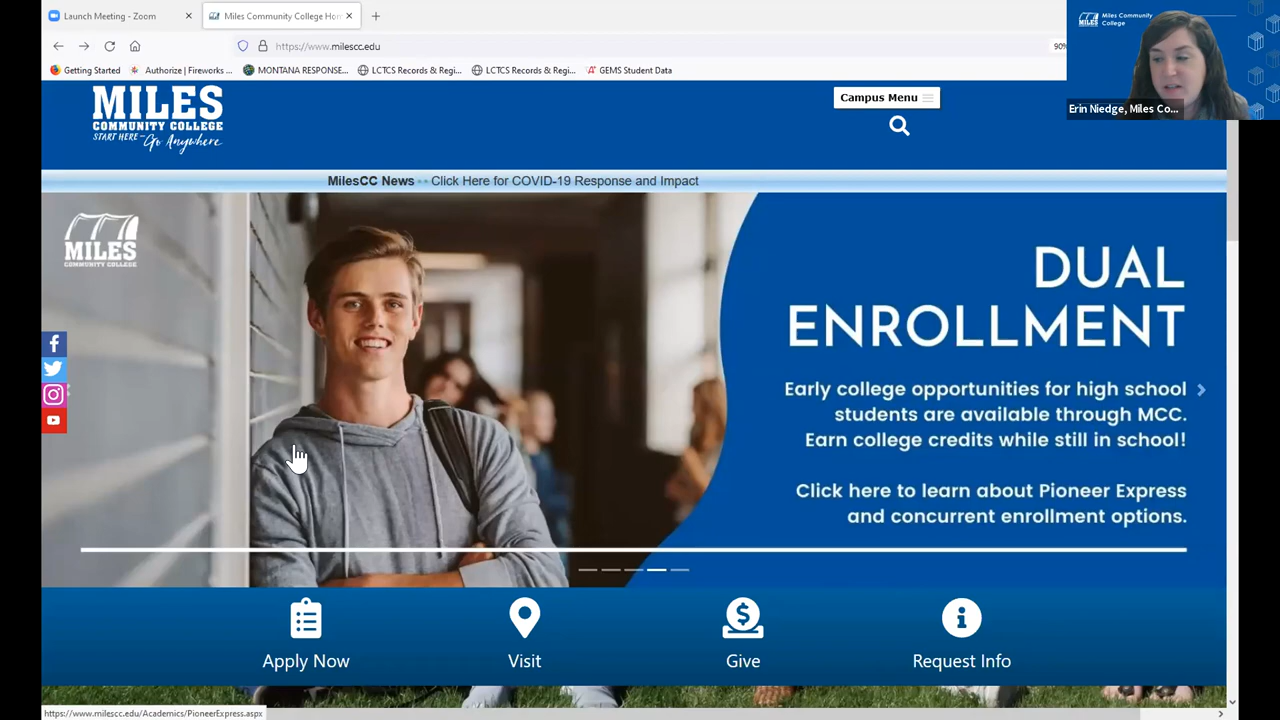 Launch Meeting - Zoom
Miles Community College Hom
https://www.milescc.edu
90%
Getting Started
Authorize | Fireworks ...
MONTANA RESPONSE...
LCTCS Records & Regi...
LCTCS Records & Regi...
GEMS Student Data
Miles Community
College
Erin Niedge, Miles Co...
MILES
COMMUNITY COLLEGE
START HERE - Go Anywhere
Campus Menu
MilesCC News -- Click Here for COVID-19 Response and Impact
MILES
COMMUNITY COLLEGE
DUAL
ENROLLMENT
Early college opportunities for high school
students are available through MCC.
Earn college credits while still in school!
Click here to learn about Pioneer Express
and concurrent enrollment options.
Apply Now
Visit
Give
Request Info
https://www.milescc.edu/Academics/PioneerExpress.aspx